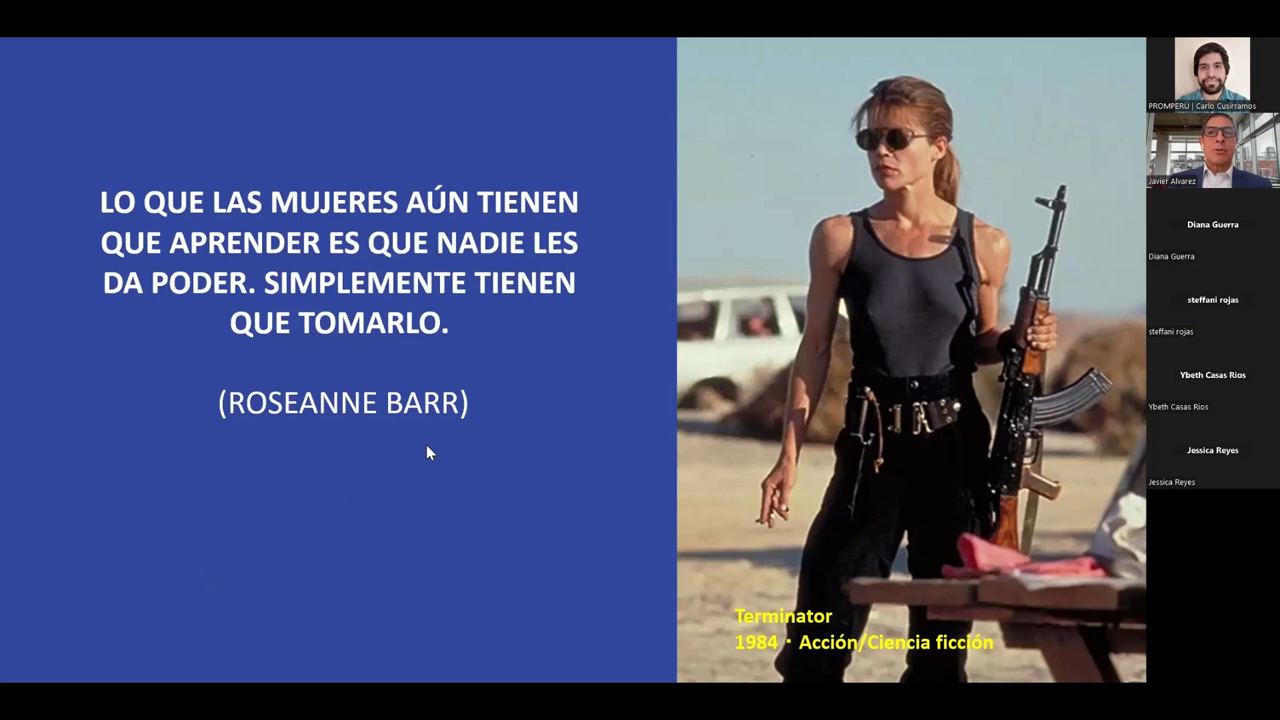 LO QUE LAS MUJERES AÚN TIENEN
QUE APRENDER ES QUE NADIE LES
DA PODER. SIMPLEMENTE TIENEN
QUE TOMARLO.
(ROSEANNE BARR)
Terminator
1984 · Acción/Ciencia ficción
PROMPERÚ | Carlo Cusirramos
Javier Alvarez
Diana Guerra
Diana Guerra
steffani rojas
steffani rojas
Ybeth Casas Rios
Ybeth Casas Rios
Jessica Reyes
Jessica Reyes